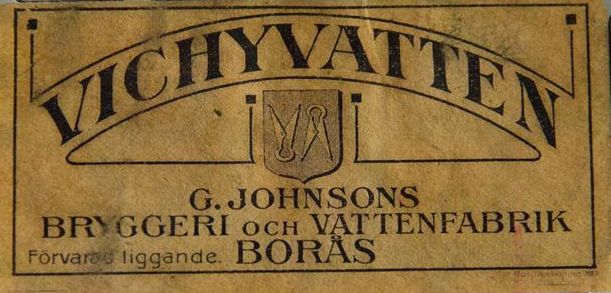 VICHYVATTEN
G. JOHNSONS
BRYGGERI OCH VATTENFABRIK
Förvaras liggande. BORÅS